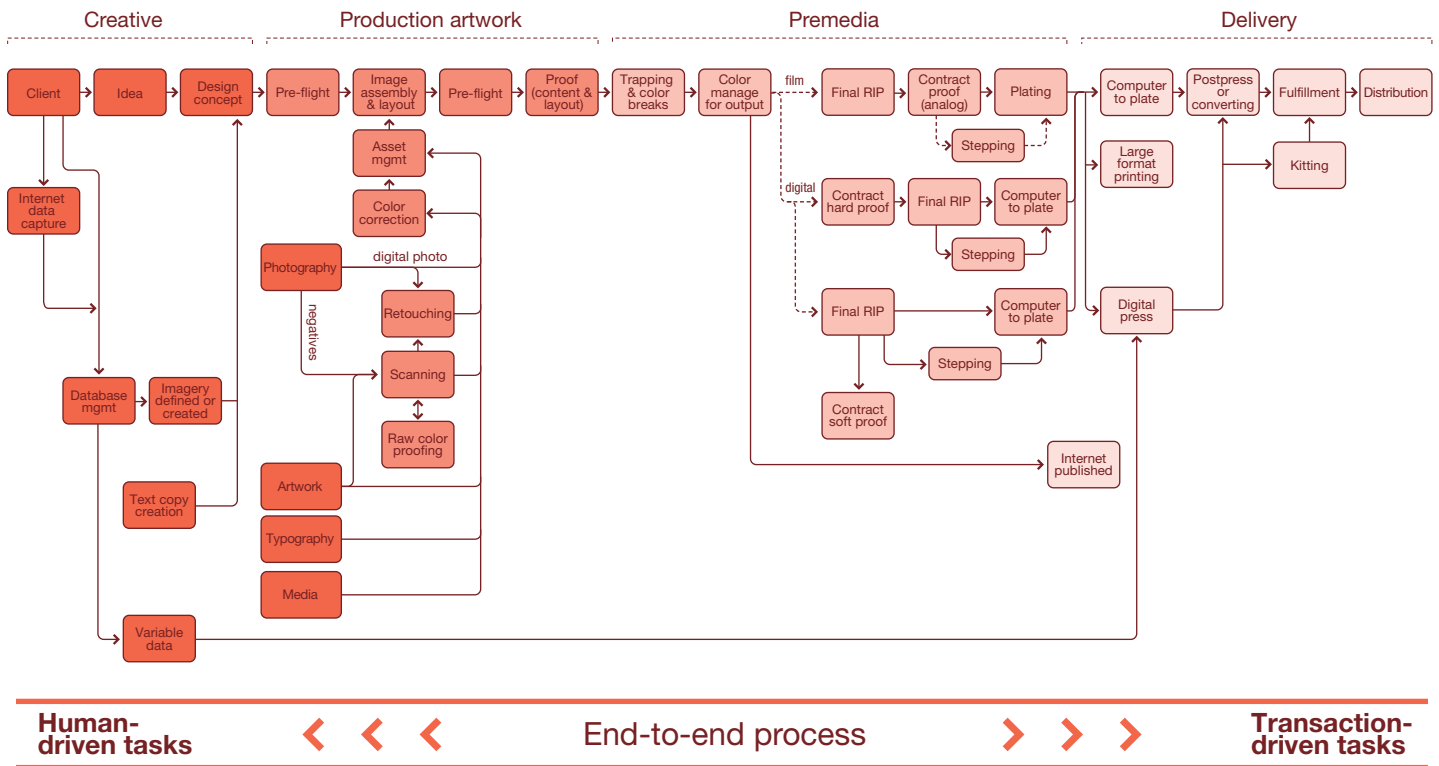 Creative
Production artwork
Premedia
Delivery
Client
Idea
Design
concept
Pre-flight
Image
assembly
& layout
Pre-flight
Proof
(content &
layout)
Trapping
& color
breaks
Color
manage
for output
film
Final RIP
Contract
proof
(analog)
Plating
Computer
to plate
Postpress
or
converting
Fulfillment
Distribution
Stepping
Asset
mgmt
Large
format
printing
Kitting
Internet
data
capture
Color
correction
digital
Contract
hard proof
Final RIP
Computer
to plate
Stepping
Photography
digital photo
negatives
Retouching
Final RIP
Computer
to plate
Digital
press
Scanning
Stepping
Database
mgmt
Imagery
defined or
created
Contract
soft proof
Raw color
proofing
Internet
published
Artwork
Text copy
creation
Typography
Media
Variable
data
Human-
driven tasks
End-to-end process
Transaction-
driven tasks